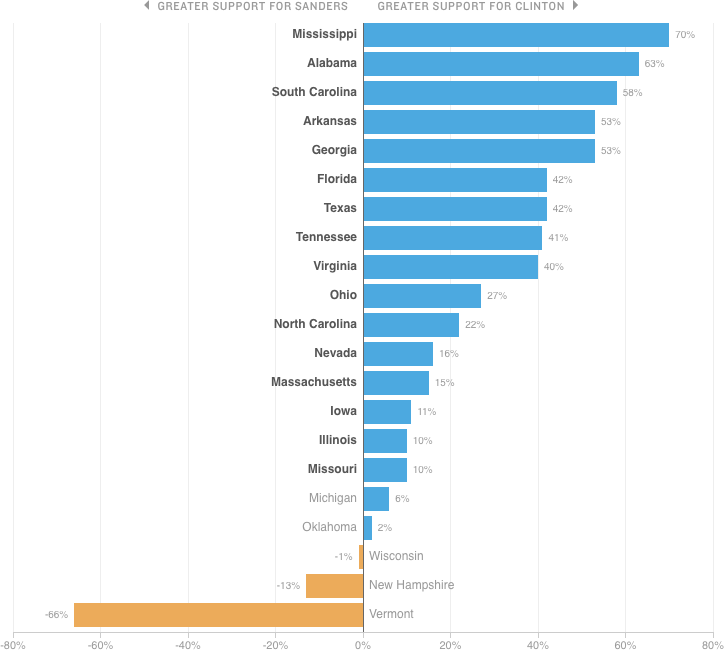 GREATER SUPPORT FOR SANDERS GREATER SUPPORT FOR CLINTON
Mississippi 70%
Alabama 63%
South Carolina 58%
Arkansas 53%
Georgia 53%
Florida 42%
Texas 42%
Tennessee 41%
Virginia 40%
Ohio 27%
North Carolina 22%
Nevada 16%
Massachusetts 15%
Iowa 11%
Illinois 10%
Missouri 10%
Michigan 6%
Oklahoma 2%
-1% Wisconsin
-13% New Hampshire
-66% Vermont
-80% -60% -40% -20% 0% 20% 40% 60% 80%